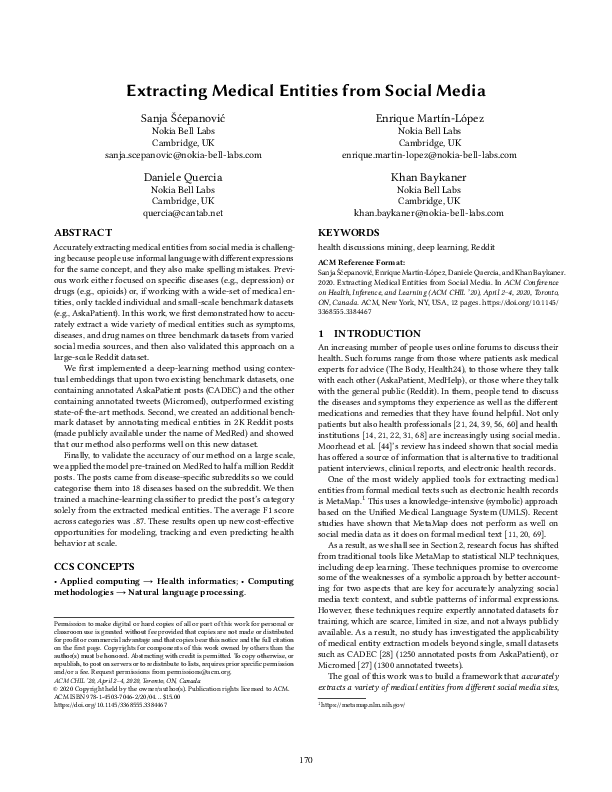 Extracting Medical Entities from Social Media
Sanja Šćepanović
Nokia Bell Labs
Cambridge, UK
sanja.scepanovic@nokia-bell-labs.com
Enrique Martín-López
Nokia Bell Labs
Cambridge, UK
enrique.martin-lopez@nokia-bell-labs.com
Daniele Quercia
Nokia Bell Labs
Cambridge, UK
quercia@cantab.net
Khan Baykaner
Nokia Bell Labs
Cambridge, UK
khan.baykaner@nokia-bell-labs.com
ABSTRACT
Accurately extracting medical entities from social media is challeng-
ing because people use informal language with different expressions
for the same concept, and they also make spelling mistakes. Previ-
ous work either focused on specific diseases (e.g., depression) or
drugs (e.g., opioids) or, if working with a wide-set of medical en-
tities, only tackled individual and small-scale benchmark datasets
(e.g., AskaPatient). In this work, we first demonstrated how to accu-
rately extract a wide variety of medical entities such as symptoms,
diseases, and drug names on three benchmark datasets from varied
social media sources, and then also validated this approach on a
large-scale Reddit dataset.
We first implemented a deep-learning method using contex-
tual embeddings that upon two existing benchmark datasets, one
containing annotated AskaPatient posts (CADEC) and the other
containing annotated tweets (Micromed), outperformed existing
state-of-the-art methods. Second, we created an additional bench-
mark dataset by annotating medical entities in 2K Reddit posts
(made publicly available under the name of MedRed) and showed
that our method also performs well on this new dataset.
Finally, to validate the accuracy of our method on a large scale,
we applied the model pre-trained on MedRed to half a million Reddit
posts. The posts came from disease-specific subreddits so we could
categorise them into 18 diseases based on the subreddit. We then
trained a machine-learning classifier to predict the post's category
solely from the extracted medical entities. The average F1 score
across categories was .87. These results open up new cost-effective
opportunities for modeling, tracking and even predicting health
behavior at scale.
CCS CONCEPTS
• Applied computing → Health informatics; • Computing
methodologies → Natural language processing.
Permission to make digital or hard copies of all or part of this work for personal or
classroom use is granted without fee provided that copies are not made or distributed
for profit or commercial advantage and that copies bear this notice and the full citation
on the first page. Copyrights for components of this work owned by others than the
author(s) must be honored. Abstracting with credit is permitted. To copy otherwise, or
republish, to post on servers or to redistribute to lists, requires prior specific permission
and/or a fee. Request permissions from permissions@acm.org.
ACM CHIL '20, April 2–4, 2020, Toronto, ON, Canada
© 2020 Copyright held by the owner/author(s). Publication rights licensed to ACM.
ACM ISBN 978-1-4503-7046-2/20/04...$15.00
https://doi.org/10.1145/3368555.3384467
KEYWORDS
health discussions mining, deep learning, Reddit
ACM Reference Format:
Sanja Šćepanović, Enrique Martín-López, Daniele Quercia, and Khan Baykaner.
2020. Extracting Medical Entities from Social Media. In ACM Conference
on Health, Inference, and Learning (ACM CHIL '20), April 2–4, 2020, Toronto,
ON, Canada. ACM, New York, NY, USA, 12 pages. https://doi.org/10.1145/
3368555.3384467
1 INTRODUCTION
An increasing number of people uses online forums to discuss their
health. Such forums range from those where patients ask medical
experts for advice (The Body, Health24), to those where they talk
with each other (AskaPatient, MedHelp), or those where they talk
with the general public (Reddit). In them, people tend to discuss
the diseases and symptoms they experience as well as the different
medications and remedies that they have found helpful. Not only
patients but also health professionals [21, 24, 39, 56, 60] and health
institutions [14, 21, 22, 31, 68] are increasingly using social media.
Moorhead et al. [44]'s review has indeed shown that social media
has offered a source of information that is alternative to traditional
patient interviews, clinical reports, and electronic health records.
One of the most widely applied tools for extracting medical
entities from formal medical texts such as electronic health records
is MetaMap.1 This uses a knowledge-intensive (symbolic) approach
based on the Unified Medical Language System (UMLS). Recent
studies have shown that MetaMap does not perform as well on
social media data as it does on formal medical text [11, 20, 69].
As a result, as we shall see in Section 2, research focus has shifted
from traditional tools like MetaMap to statistical NLP techniques,
including deep learning. These techniques promise to overcome
some of the weaknesses of a symbolic approach by better account-
ing for two aspects that are key for accurately analyzing social
media text: context, and subtle patterns of informal expressions.
However, these techniques require expertly annotated datasets for
training, which are scarce, limited in size, and not always publicly
available. As a result, no study has investigated the applicability
of medical entity extraction models beyond single, small datasets
such as CADEC [28] (1250 annotated posts from AskaPatient), or
Micromed [27] (1300 annotated tweets).
The goal of this work was to build a framework that accurately
extracts a variety of medical entities from different social media sites,
1https://metamap.nlm.nih.gov/
170